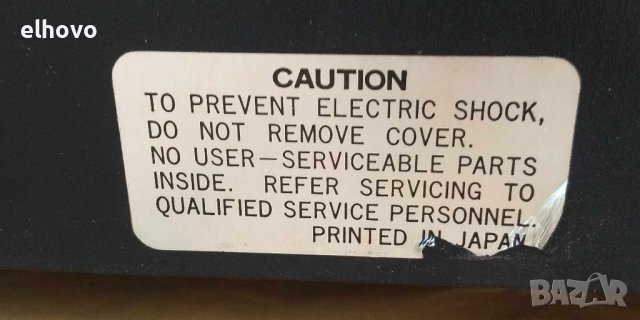 elhovo
CAUTION
TO PREVENT ELECTRIC SHOCK,
DO NOT REMOVE COVER.
NO USER–SERVICEABLE PARTS
INSIDE. REFER SERVICING TO
QUALIFIED SERVICE PERSONNEL.
PRINTED IN JAPAN
BAZAR